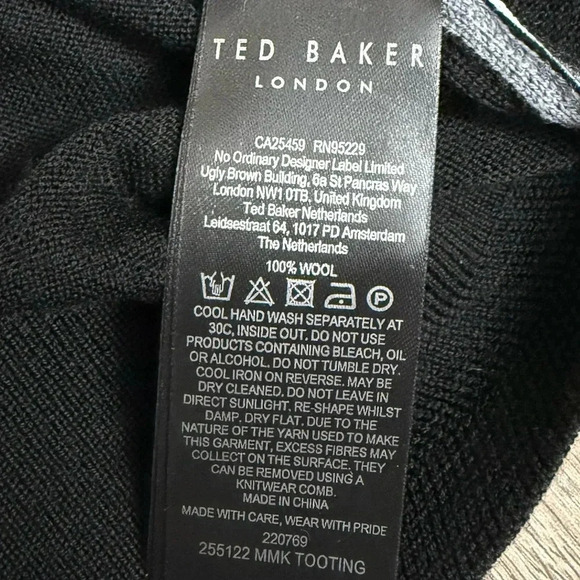 TED BAKER
LONDON
CA25459 RN95229
No Ordinary Designer Label Limited
Ugly Brown Building, 6a St Pancras Way
London NW1 0TB, United Kingdom
Ted Baker Netherlands
Leidsestraat 64, 1017 PD Amsterdam
The Netherlands
100% WOOL
P
COOL HAND WASH SEPARATELY AT
30C, INSIDE OUT. DO NOT USE
PRODUCTS CONTAINING BLEACH, OIL
OR ALCOHOL. DO NOT TUMBLE DRY.
COOL IRON ON REVERSE. MAY BE
DRY CLEANED. DO NOT LEAVE IN
DIRECT SUNLIGHT. RE-SHAPE WHILST
DAMP. DRY FLAT. DUE TO THE
NATURE OF THE YARN USED TO MAKE
THIS GARMENT, EXCESS FIBRES MAY
COLLECT ON THE SURFACE. THEY
CAN BE REMOVED USING A
KNITWEAR COMB.
MADE IN CHINA
MADE WITH CARE, WEAR WITH PRIDE
220769
255122 MMK TOOTING